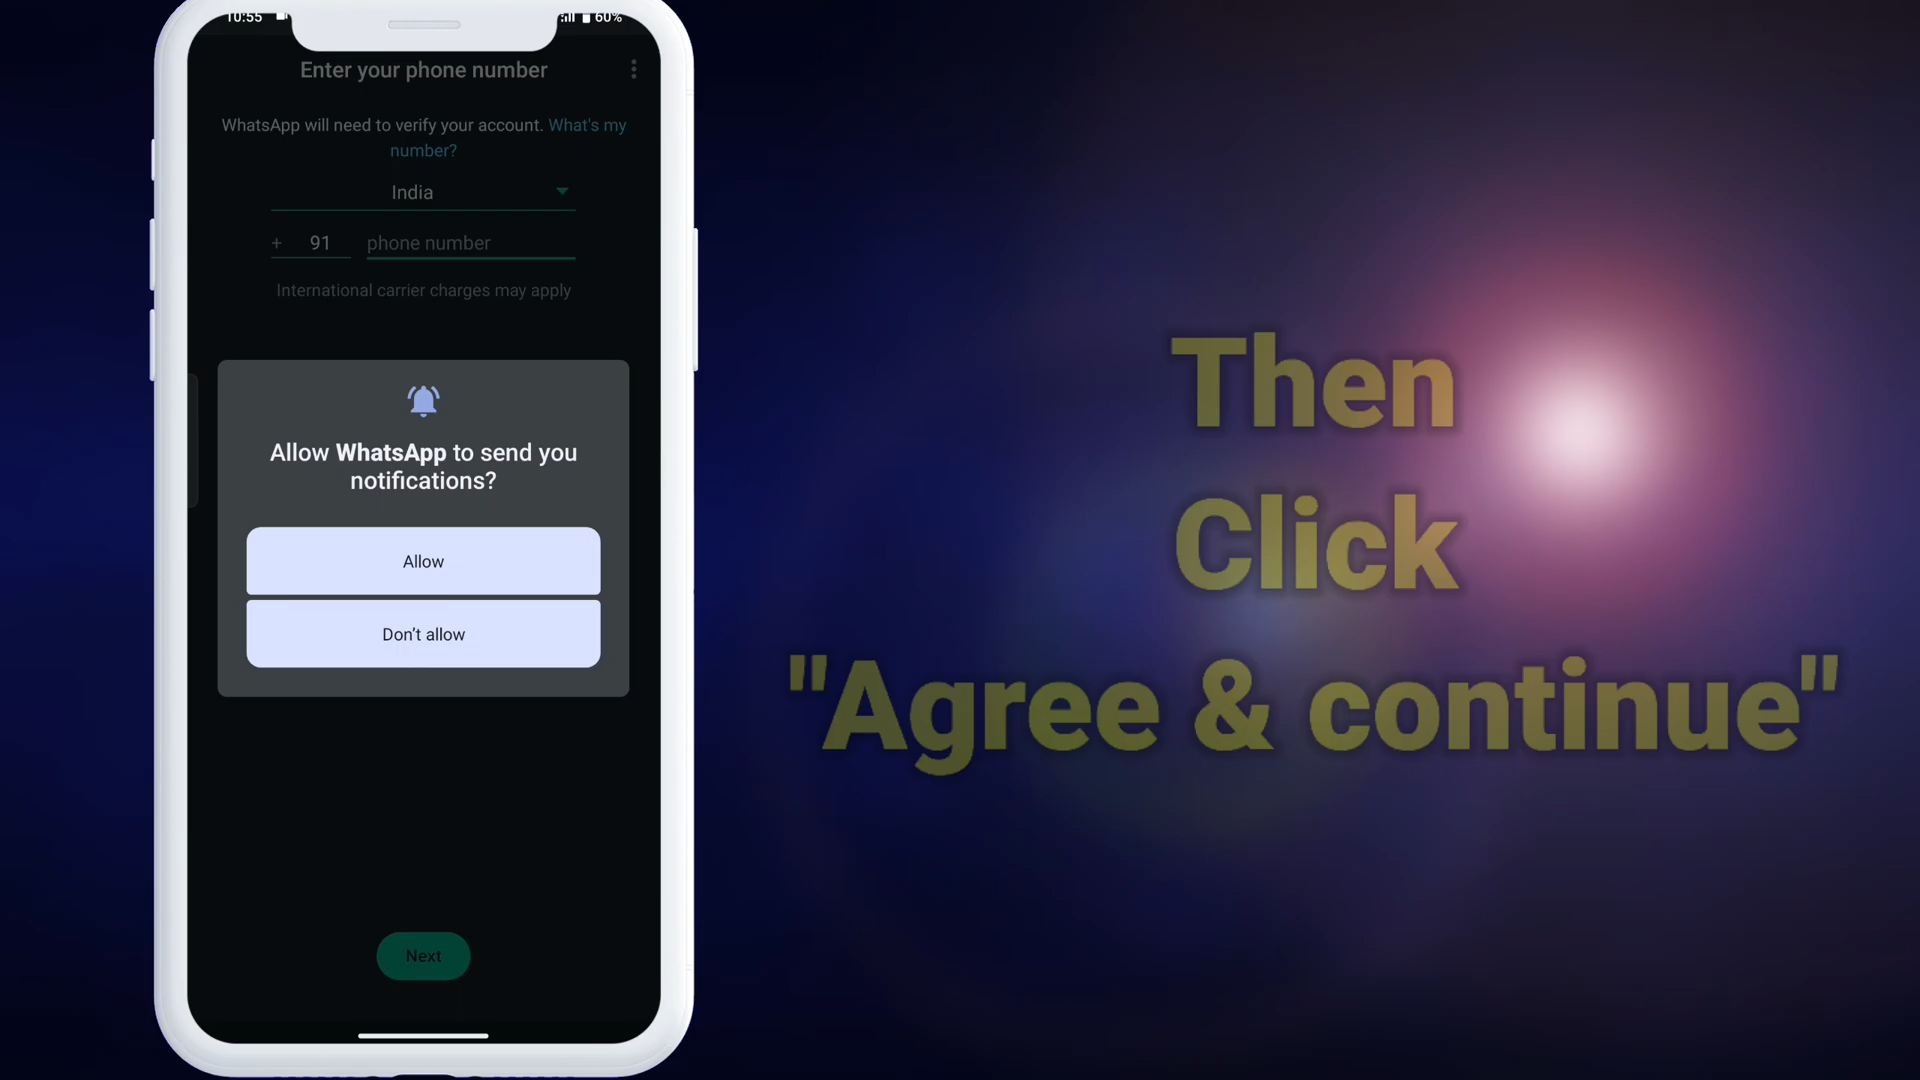 10:55
60%
Enter your phone number
WhatsApp will need to verify your account. What's my
number?
India
+ 91 phone number
International carrier charges may apply
Allow WhatsApp to send you
notifications?
Allow
Don’t allow
Next
Then
Click
"Agree & continue"